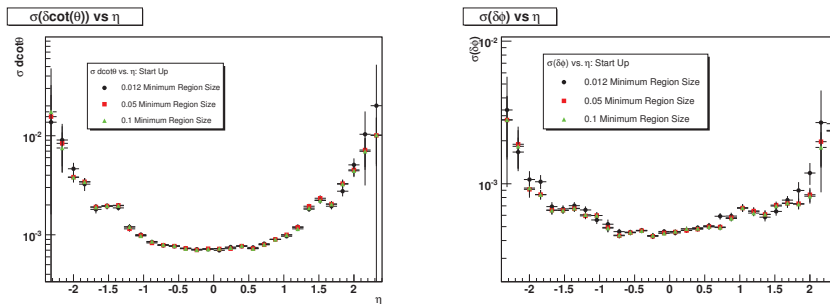 σ(δcot(θ)) vs η
σ dcotθ
σ dcotθ vs. η: Start Up
0.012 Minimum Region Size
0.05 Minimum Region Size
0.1 Minimum Region Size
10⁻²
10⁻³
-2 -1.5 -1 -0.5 0 0.5 1 1.5 2
η
σ(δϕ) vs η
σ(δϕ)
10⁻²
σ(δϕ) vs. η: Start Up
0.012 Minimum Region Size
0.05 Minimum Region Size
0.1 Minimum Region Size
10⁻³
-2 -1.5 -1 -0.5 0 0.5 1 1.5 2